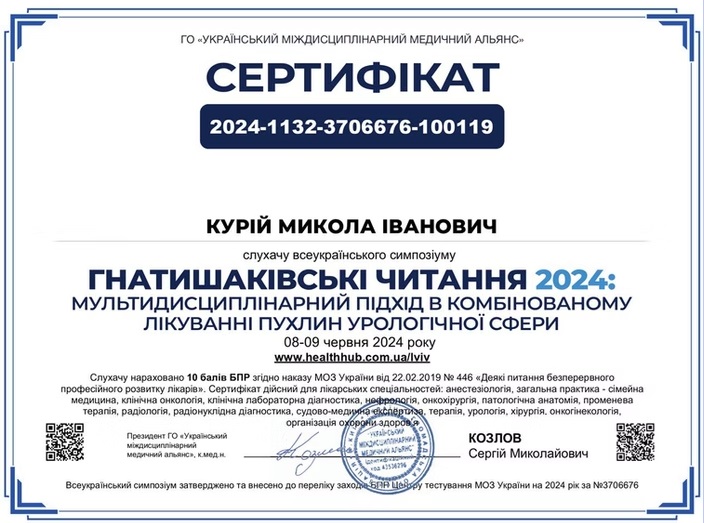 ГО «УКРАЇНСЬКИЙ МІЖДИСЦИПЛІНАРНИЙ МЕДИЧНИЙ АЛЬЯНС»
СЕРТИФІКАТ
2024-1132-3706676-100119
КУРІЙ МИКОЛА ІВАНОВИЧ
слухачу всеукраїнського симпозіуму
ГНАТИШАКІВСЬКІ ЧИТАННЯ 2024:
МУЛЬТИДИСЦИПЛІНАРНИЙ ПІДХІД В КОМБІНОВАНОМУ
ЛІКУВАННІ ПУХЛИН УРОЛОГІЧНОЇ СФЕРИ
08-09 червня 2024 року
www.healthhub.com.ua/lviv
Слухачу нараховано 10 балів БПР згідно наказу МОЗ України від 22.02.2019 № 446 «Деякі питання безперервного
професійного розвитку лікарів». Сертифікат дійсний для лікарських спеціальностей: анестезіологія, загальна практика - сімейна
медицина, клінічна онкологія, клінічна лабораторна діагностика, нефрологія, онкохірургія, патологічна анатомія, променева
терапія, радіологія, радіонуклідна діагностика, судово-медична експертиза, терапія, урологія, хірургія, онкогінекологія,
організація охорони здоров'я
Президент ГО «Український
міждисциплінарний
медичний альянс», к.мед.н.
УКРАЇНСЬКИЙ
МІЖДИСЦИПЛІНАРНИЙ
МЕДИЧНИЙ АЛЬЯНС
КОЗЛОВ
Сергій Миколайович
Всеукраїнський симпозіум затверджено та внесено до переліку заходів БПР Центру тестування МОЗ України на 2024 рік за №3706676